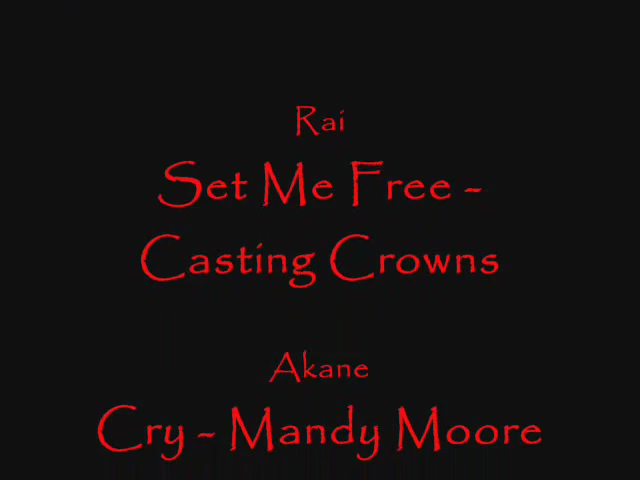 Rai
Set Me Free -
Casting Crowns
Akane
Cry - Mandy Moore